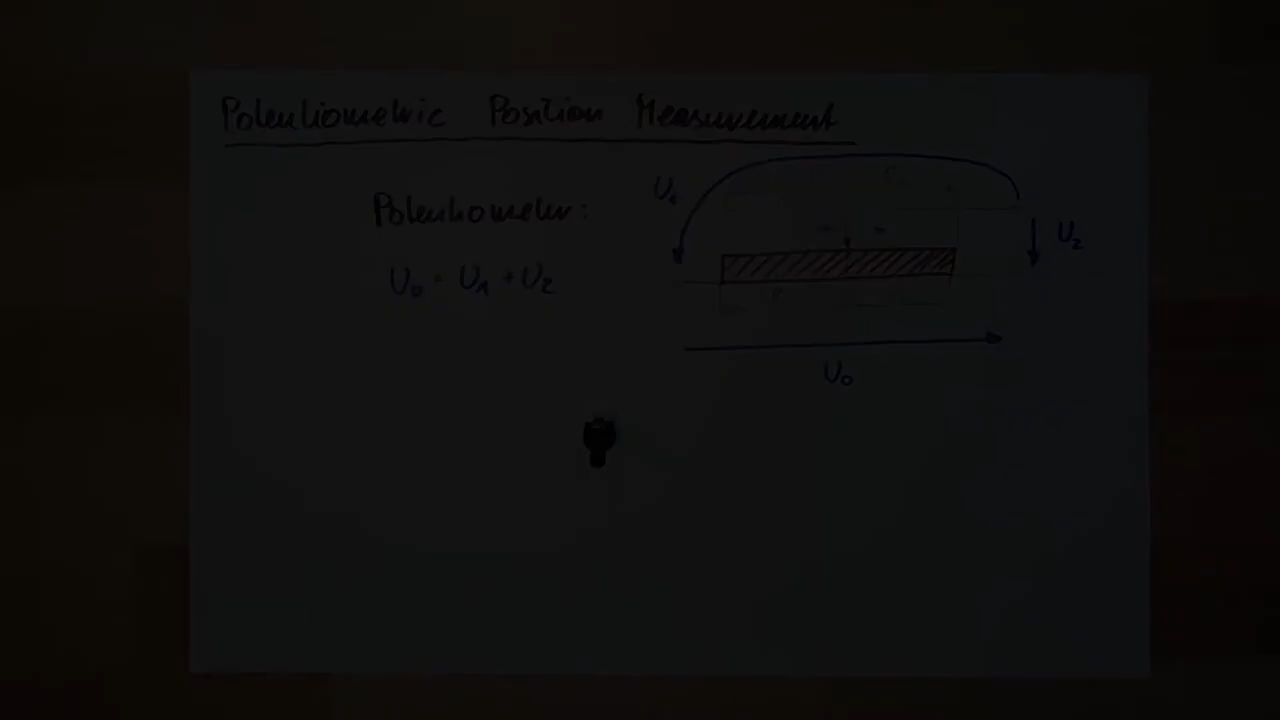 Potentiometric Position Measurement
Potentiometer:
U₀ = U₁ + U₂
U₁
U₂
U₀